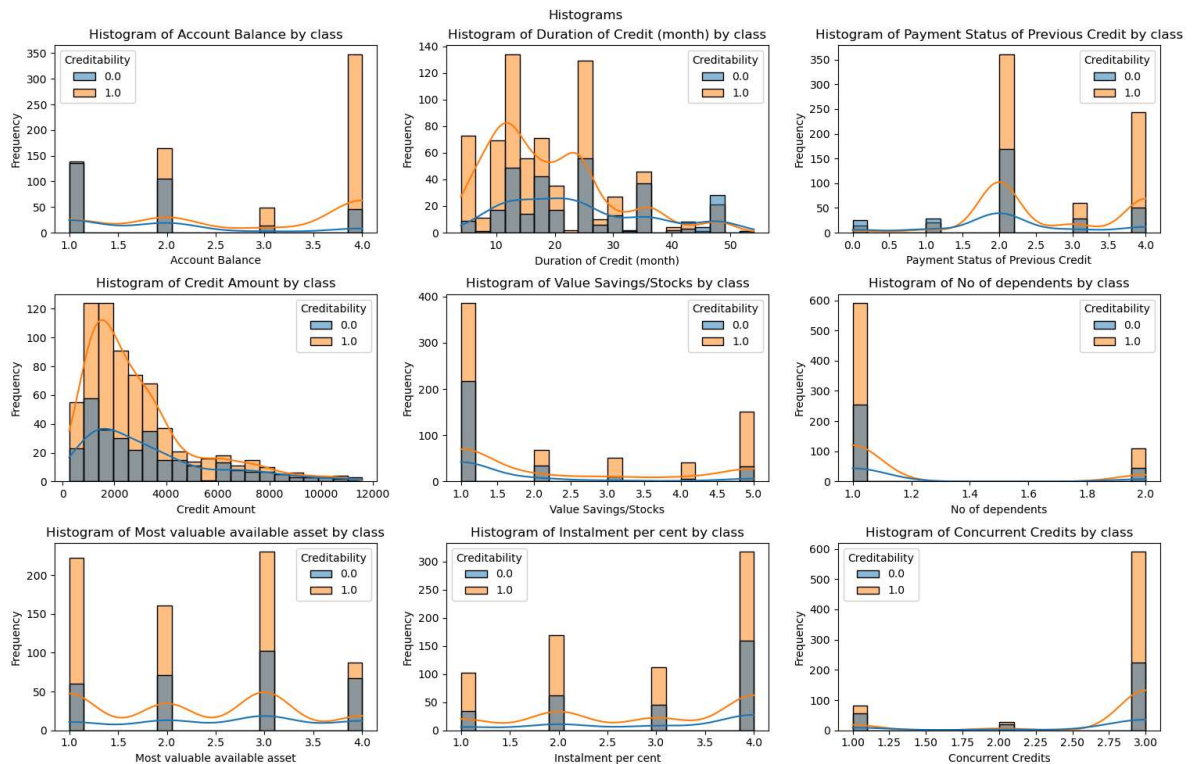 Histograms
Histogram of Account Balance by class
Frequency
350
300
250
200
150
100
50
0
Creditability
0.0
1.0
1.0 1.5 2.0 2.5 3.0 3.5 4.0
Account Balance
Histogram of Duration of Credit (month) by class
Frequency
140
120
100
80
60
40
20
0
Creditability
0.0
1.0
10 20 30 40 50
Duration of Credit (month)
Histogram of Payment Status of Previous Credit by class
Frequency
350
300
250
200
150
100
50
0
Creditability
0.0
1.0
0.0 0.5 1.0 1.5 2.0 2.5 3.0 3.5 4.0
Payment Status of Previous Credit
Histogram of Credit Amount by class
Frequency
120
100
80
60
40
20
0
Creditability
0.0
1.0
0 2000 4000 6000 8000 10000 12000
Credit Amount
Histogram of Value Savings/Stocks by class
Frequency
400
300
200
100
0
Creditability
0.0
1.0
1.0 1.5 2.0 2.5 3.0 3.5 4.0 4.5 5.0
Value Savings/Stocks
Histogram of No of dependents by class
Frequency
600
500
400
300
200
100
0
Creditability
0.0
1.0
1.0 1.2 1.4 1.6 1.8 2.0
No of dependents
Histogram of Most valuable available asset by class
Frequency
200
150
100
50
0
Creditability
0.0
1.0
1.0 1.5 2.0 2.5 3.0 3.5 4.0
Most valuable available asset
Histogram of Instalment per cent by class
Frequency
300
250
200
150
100
50
0
Creditability
0.0
1.0
1.0 1.5 2.0 2.5 3.0 3.5 4.0
Instalment per cent
Histogram of Concurrent Credits by class
Frequency
600
500
400
300
200
100
0
Creditability
0.0
1.0
1.00 1.25 1.50 1.75 2.00 2.25 2.50 2.75 3.00
Concurrent Credits